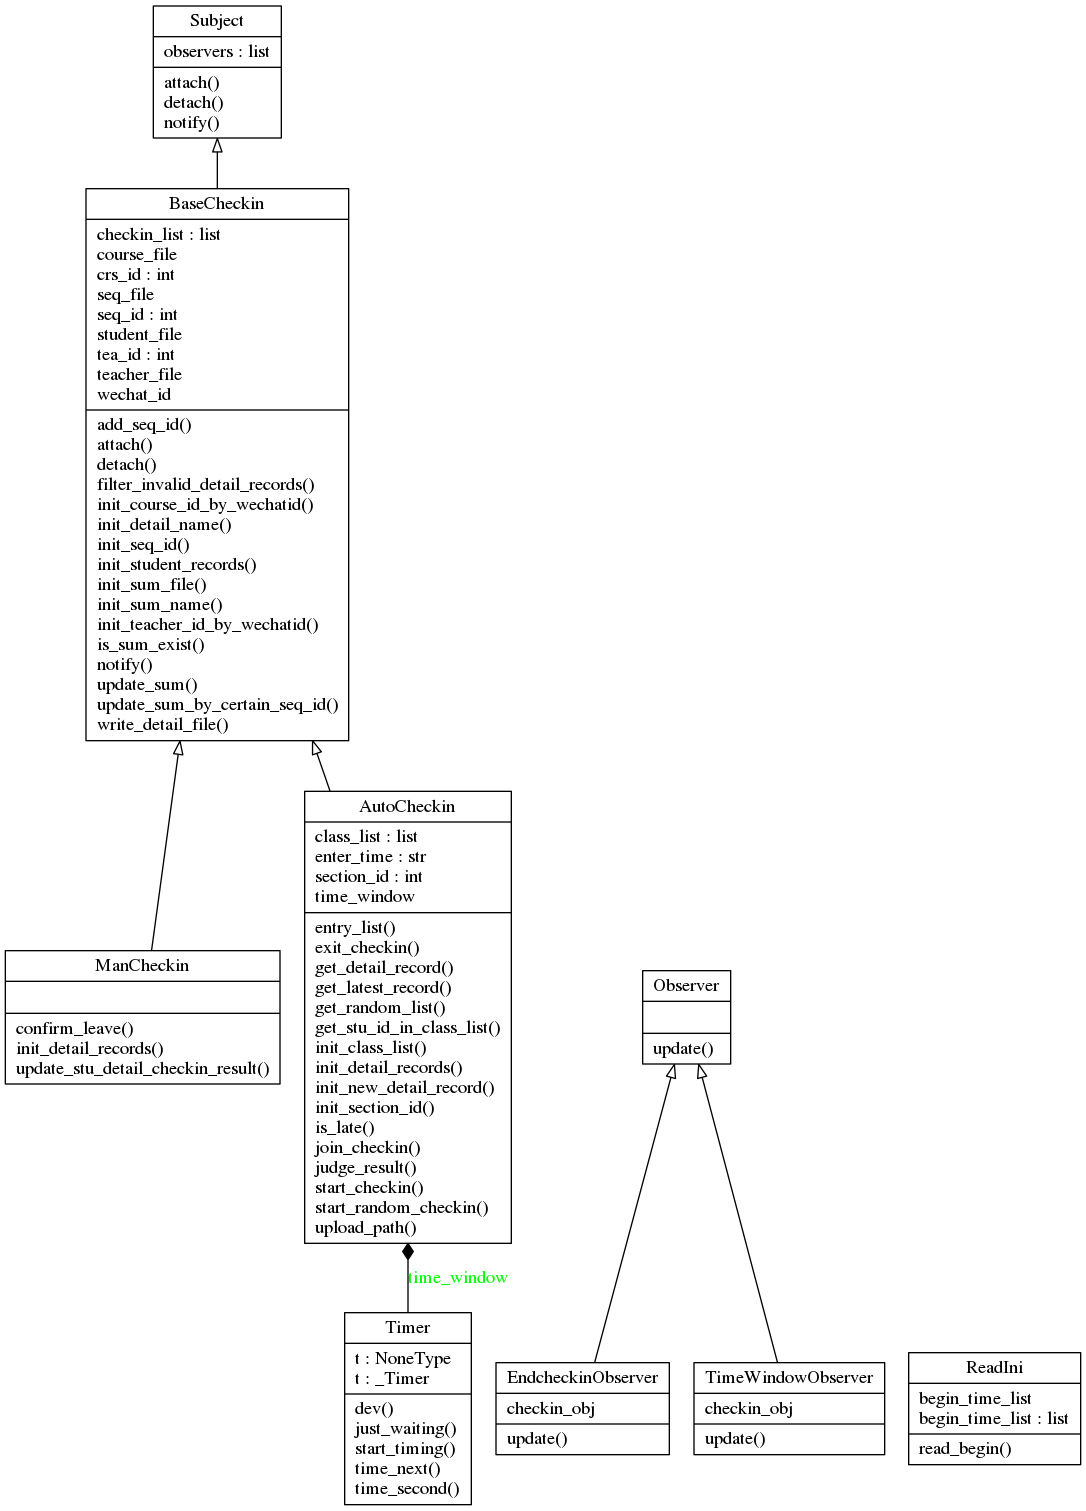 Subject
observers : list
attach()
detach()
notify()
BaseCheckin
checkin_list : list
course_file
crs_id : int
seq_file
seq_id : int
student_file
tea_id : int
teacher_file
wechat_id
add_seq_id()
attach()
detach()
filter_invalid_detail_records()
init_course_id_by_wechatid()
init_detail_name()
init_seq_id()
init_student_records()
init_sum_file()
init_sum_name()
init_teacher_id_by_wechatid()
is_sum_exist()
notify()
update_sum()
update_sum_by_certain_seq_id()
write_detail_file()
ManCheckin
confirm_leave()
init_detail_records()
update_stu_detail_checkin_result()
AutoCheckin
class_list : list
enter_time : str
section_id : int
time_window
entry_list()
exit_checkin()
get_detail_record()
get_latest_record()
get_random_list()
get_stu_id_in_class_list()
init_class_list()
init_detail_records()
init_new_detail_record()
init_section_id()
is_late()
join_checkin()
judge_result()
start_checkin()
start_random_checkin()
upload_path()
Observer
update()
time_window
Timer
t : NoneType
t : _Timer
dev()
just_waiting()
start_timing()
time_next()
time_second()
EndcheckinObserver
checkin_obj
update()
TimeWindowObserver
checkin_obj
update()
ReadIni
begin_time_list
begin_time_list : list
read_begin()